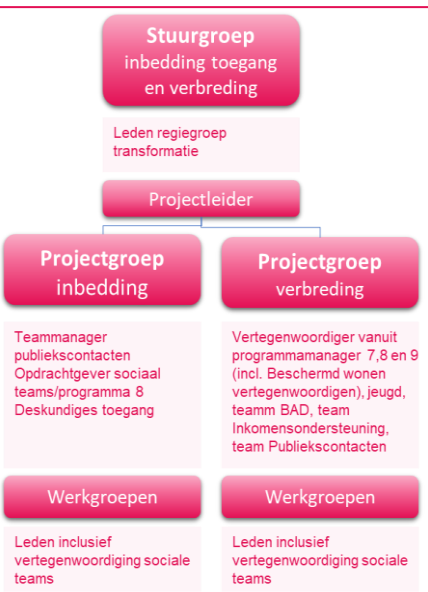 Stuurgroep
inbedding toegang
en verbreding
Leden regiegroep
transformatie
Projectleider
Projectgroep
inbedding
Teammanager
publiekscontacten
Opdrachtgever sociaal
teams/programma 8
Deskundiges toegang
Werkgroepen
Leden inclusief
vertegenwoordiging sociale
teams
Projectgroep
verbreding
Vertegenwoordiger vanuit
programmamanager 7,8 en 9
(incl. Beschermd wonen
vertegenwoordigen), jeugd,
teamm BAD, team
Inkomensondersteuning,
team Publiekscontacten
Werkgroepen
Leden inclusief
vertegenwoordiging sociale
teams